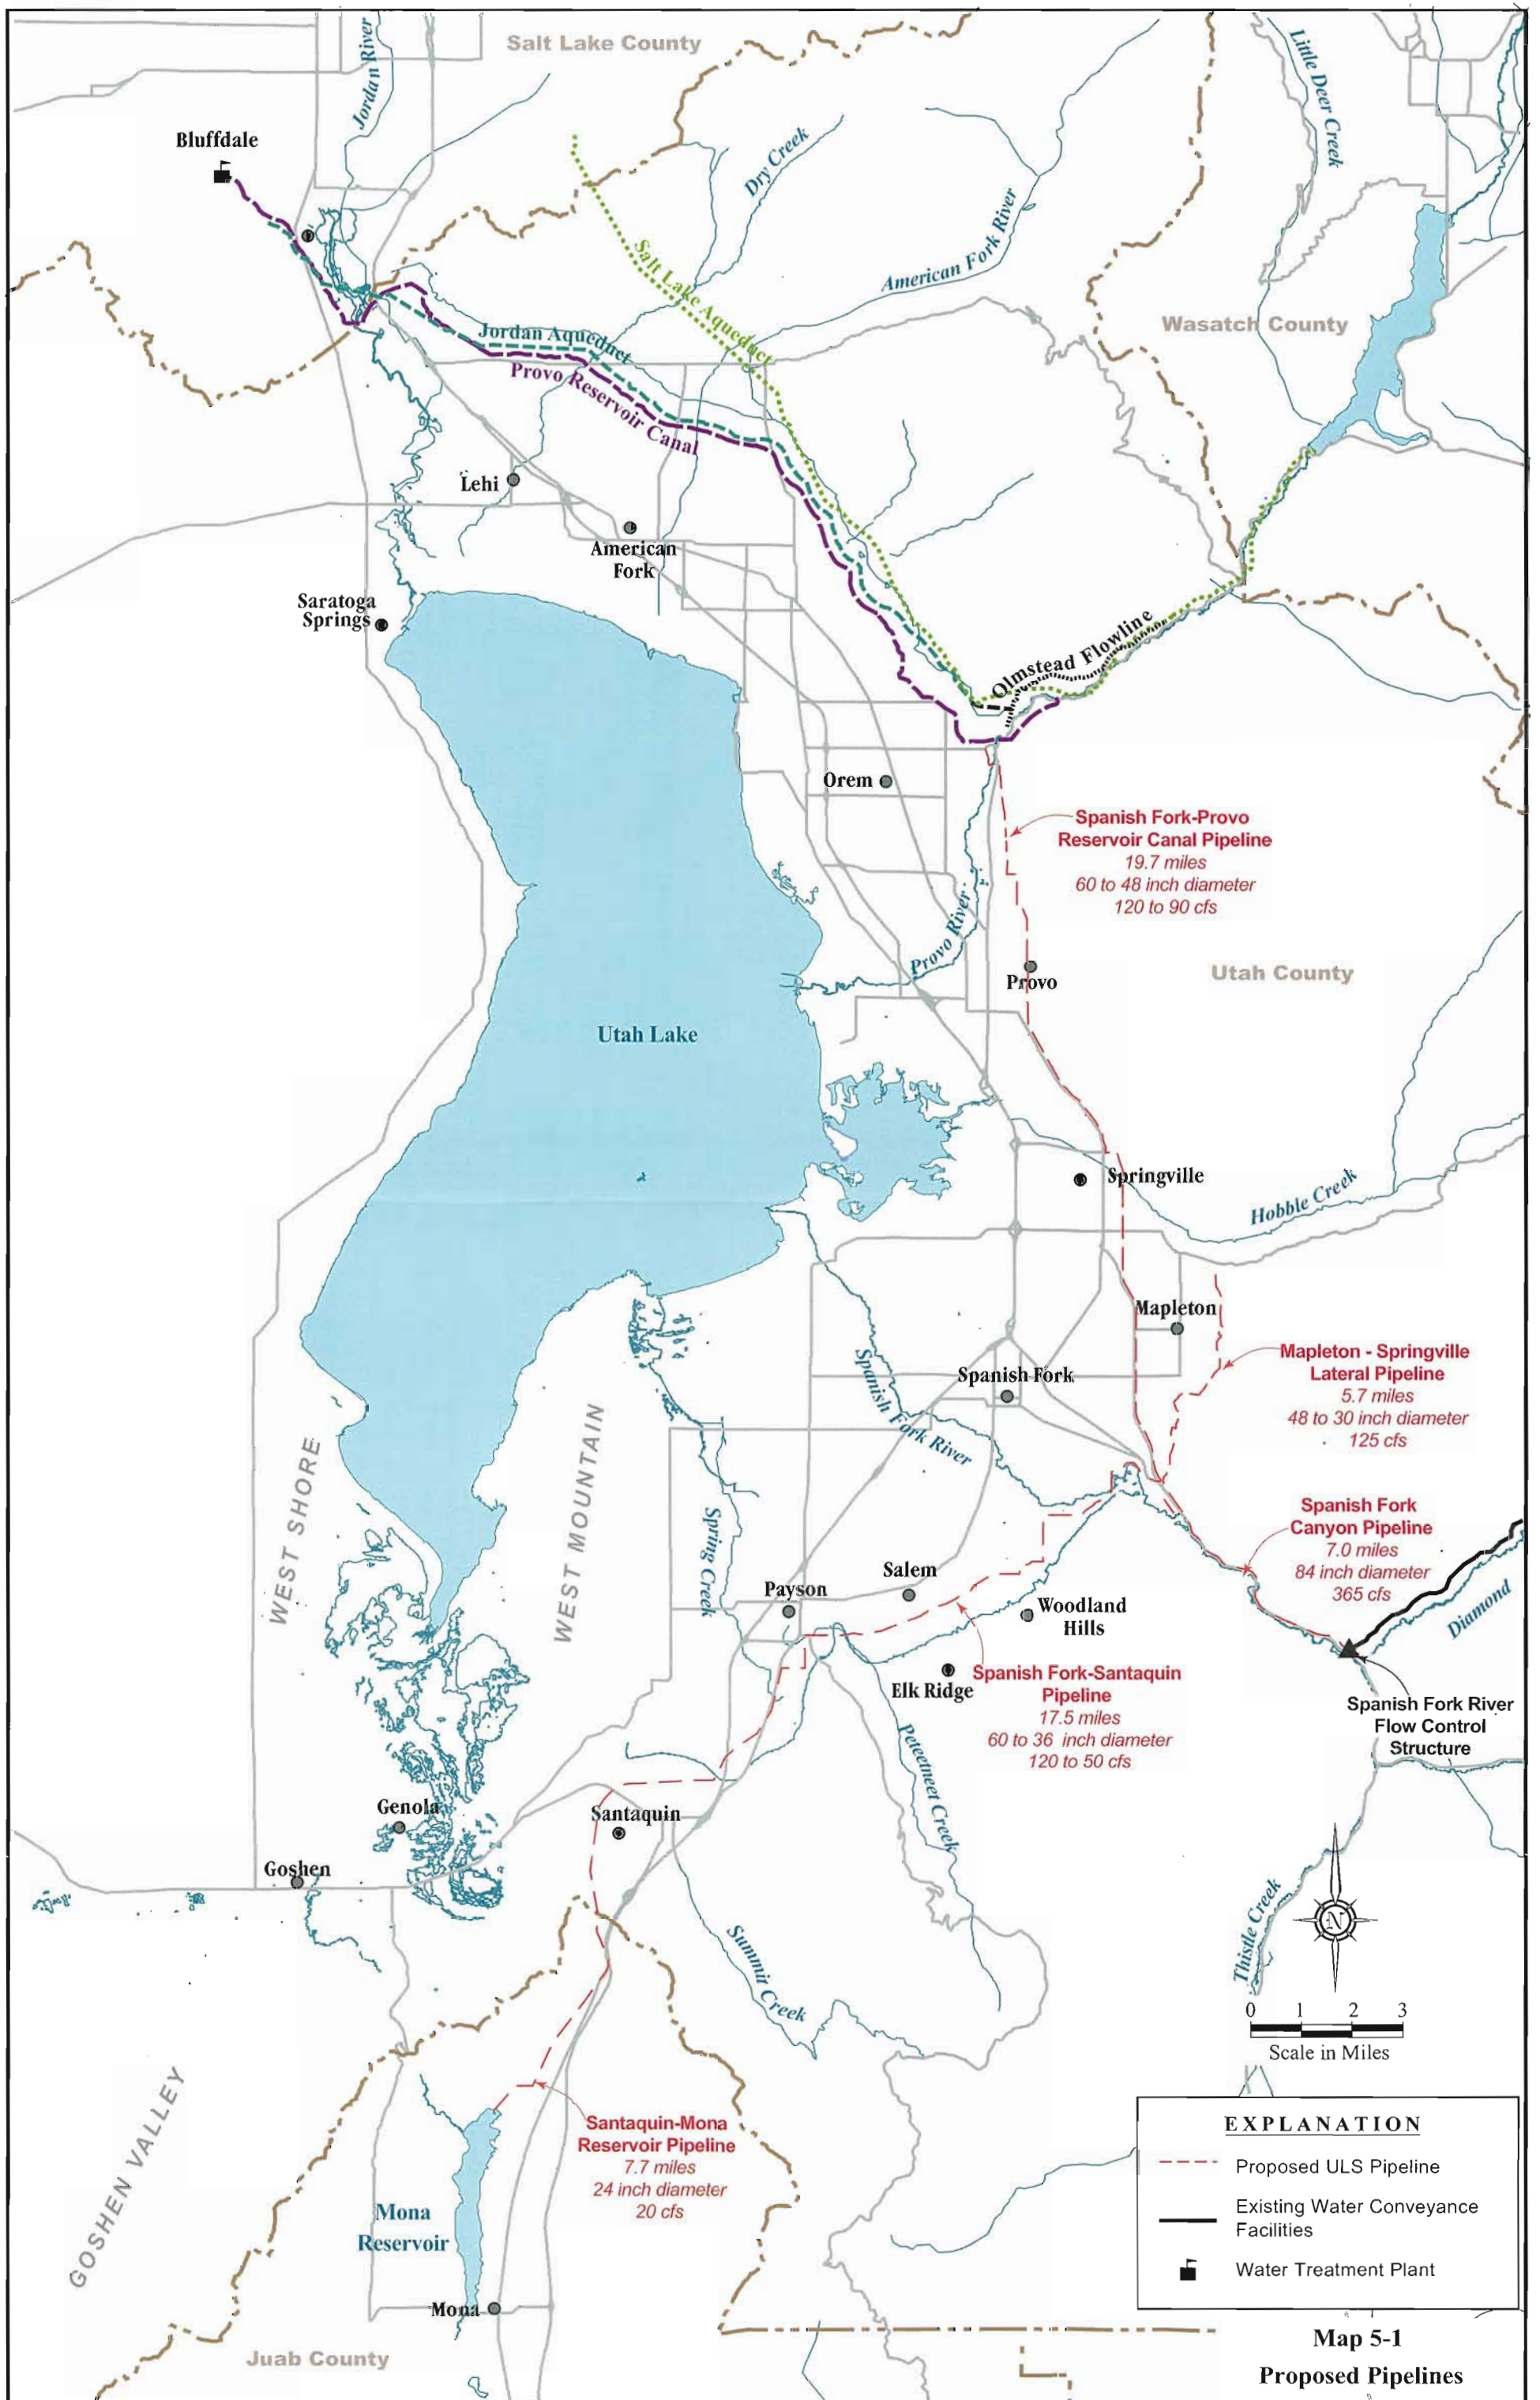 Salt Lake County
Jordan River
Little Deer Creek
Bluffdale
Dry Creek
American Fork River
Salt Lake Aqueduct
Wasatch County
Jordan Aqueduct
Provo Reservoir Canal
Lehi
American
Fork
Saratoga
Springs
Olmstead Flowline
Orem
Spanish Fork-Provo
Reservoir Canal Pipeline
19.7 miles
60 to 48 inch diameter
120 to 90 cfs
Provo River
Provo
Utah County
Utah Lake
Springville
Hobble Creek
Mapleton
Mapleton - Springville
Lateral Pipeline
5.7 miles
48 to 30 inch diameter
125 cfs
Spanish Fork
Spanish Fork River
WEST SHORE
WEST MOUNTAIN
Spring Creek
Spanish Fork
Canyon Pipeline
7.0 miles
84 inch diameter
365 cfs
Diamond
Salem
Payson
Woodland
Hills
Elk Ridge
Spanish Fork-Santaquin
Pipeline
17.5 miles
60 to 36 inch diameter
120 to 50 cfs
Spanish Fork River
Flow Control
Structure
Peteetneet Creek
Genola
Santaquin
Goshen
Summit Creek
Thistle Creek
N
0 1 2 3
Scale in Miles
GOSHEN VALLEY
Santaquin-Mona
Reservoir Pipeline
7.7 miles
24 inch diameter
20 cfs
Mona
Reservoir
Mona
Juab County
EXPLANATION
Proposed ULS Pipeline
Existing Water Conveyance
Facilities
Water Treatment Plant
Map 5-1
Proposed Pipelines